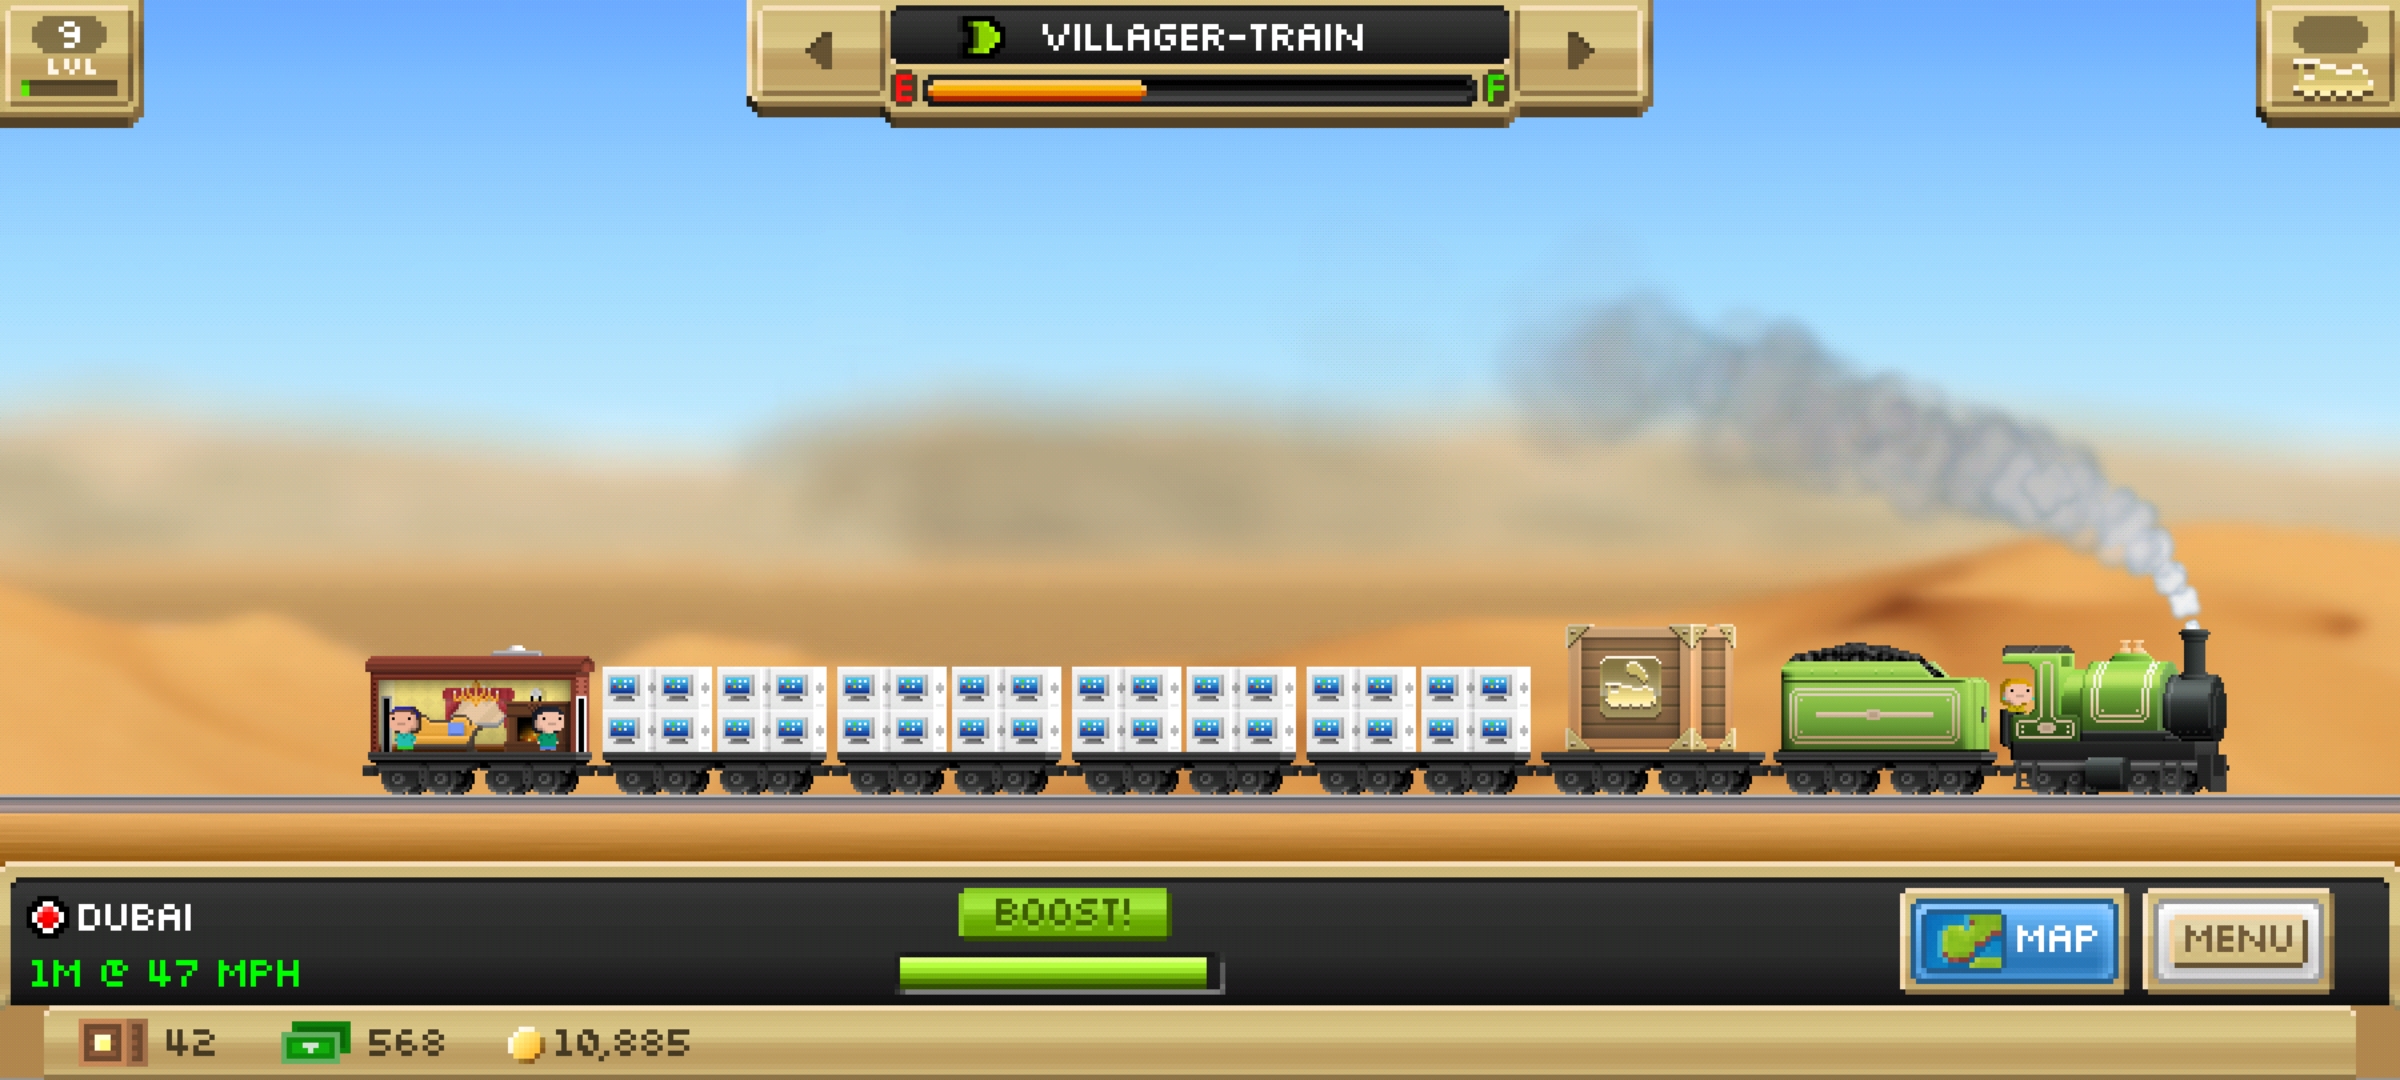 9
LVL
VILLAGER-TRAIN
E F
DUBAI
1M @ 47 MPH
BOOST!
MAP
MENU
42 568 10,885